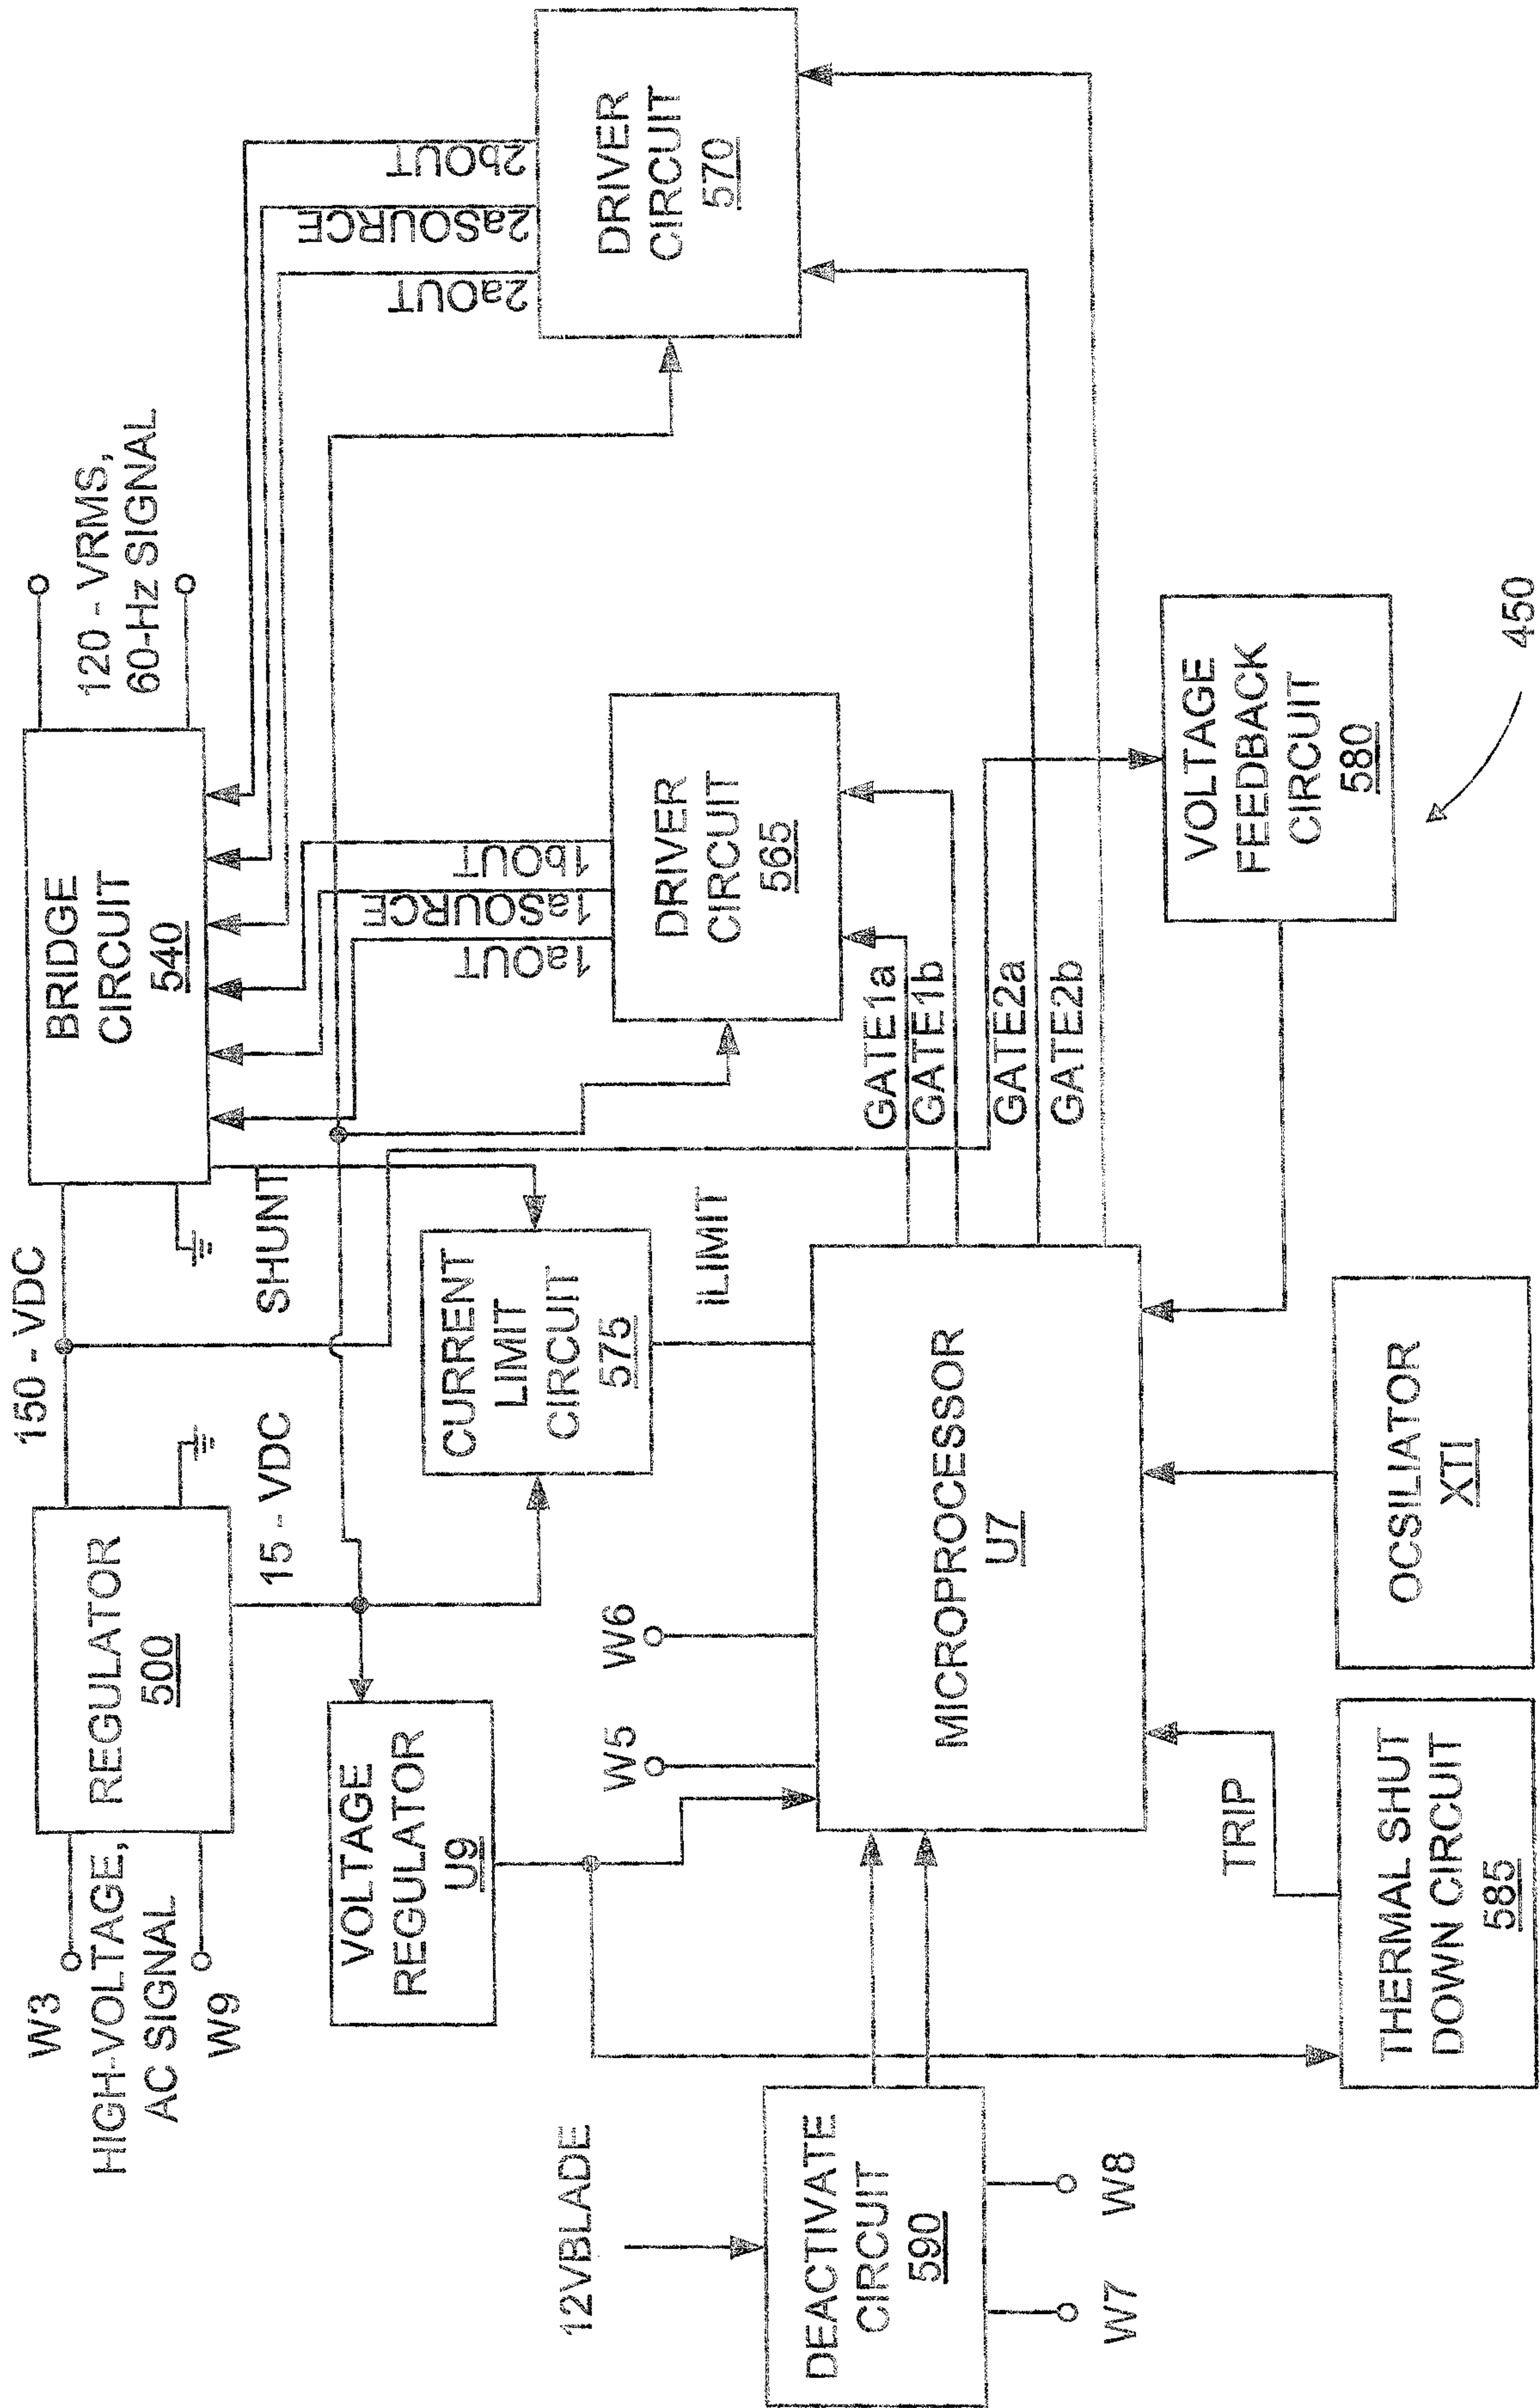 W3
HIGH-VOLTAGE,
AC SIGNAL
W9
REGULATOR
500
150 - VDC
15 - VDC
BRIDGE
CIRCUIT
540
120 - VRMS,
60-Hz SIGNAL
SHUNT
VOLTAGE
REGULATOR
U9
CURRENT
LIMIT
CIRCUIT
575
iLIMIT
1aOUT
1aSOURCE
1bOUT
2aOUT
2aSOURCE
2bOUT
DRIVER
CIRCUIT
565
DRIVER
CIRCUIT
570
12VBLADE
DEACTIVATE
CIRCUIT
590
W7
W8
W5
W6
MICROPROCESSOR
U7
GATE1a
GATE1b
GATE2a
GATE2b
TRIP
THERMAL SHUT
DOWN CIRCUIT
585
OCSILIATOR
XTI
VOLTAGE
FEEDBACK
CIRCUIT
580
450